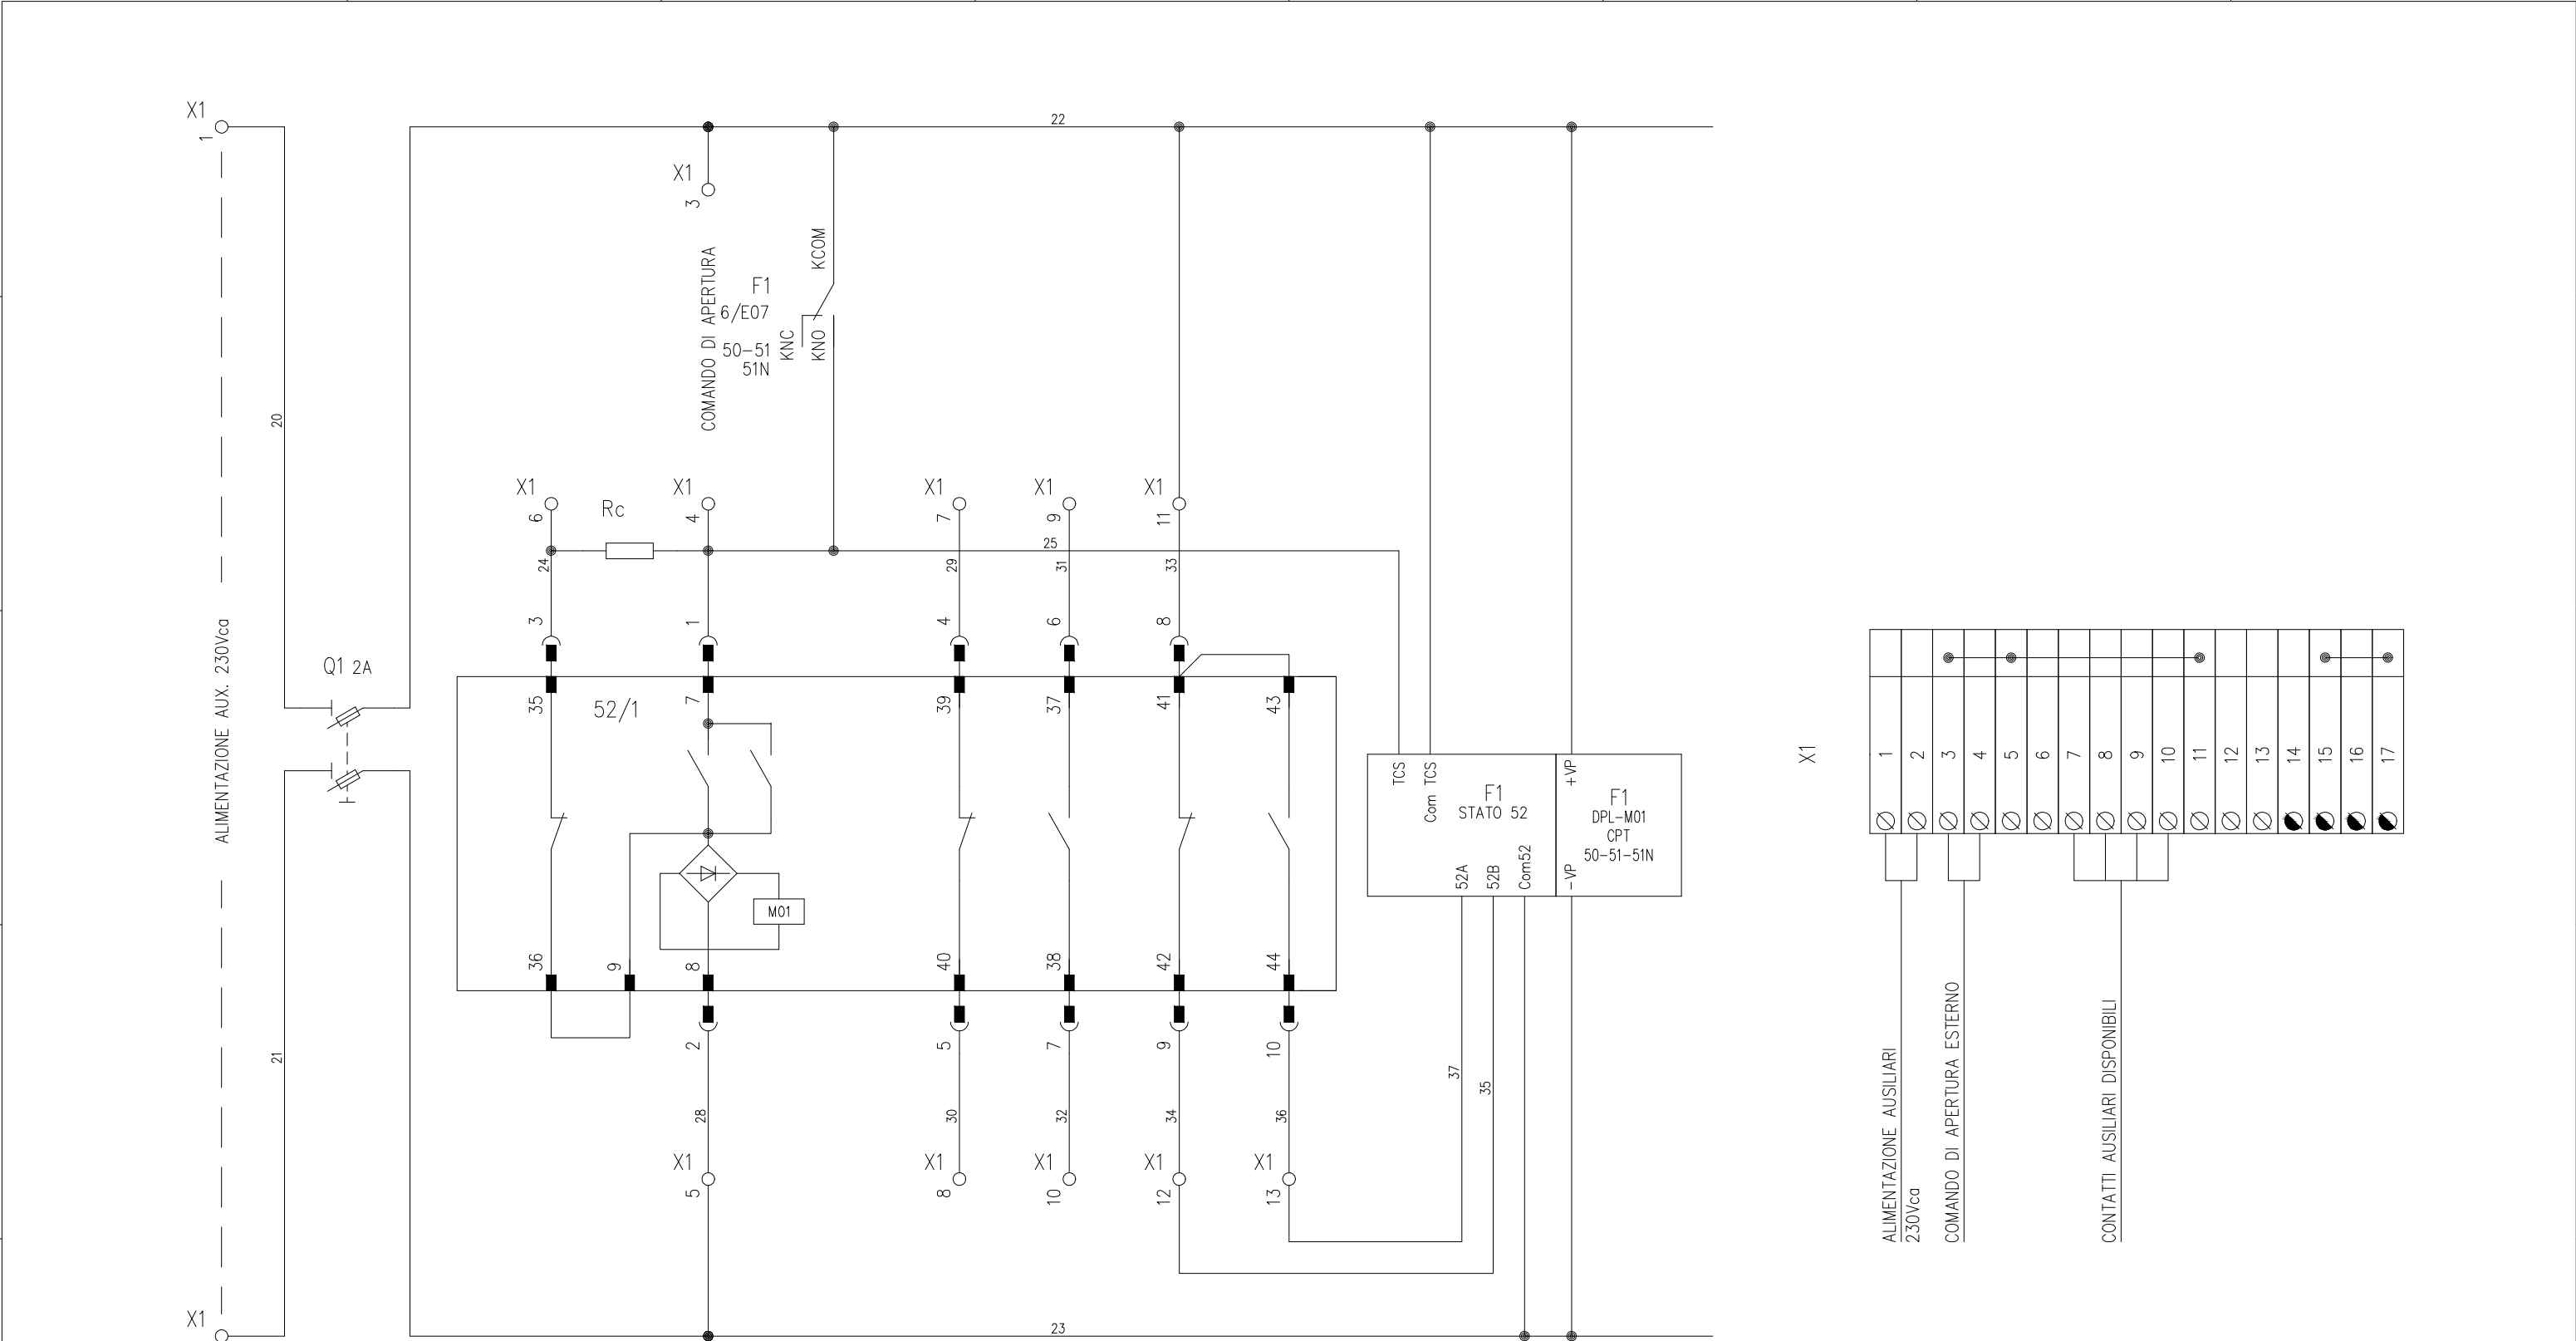 X1
1
22
X1
3
COMANDO DI APERTURA
F1
6/E07
50-51
51N
KCOM
KNC
KNO
20
ALIMENTAZIONE AUX. 230Vca
Q1 2A
21
X1
6
Rc
X1
4
X1
7
X1
9
X1
11
25
24
29
31
33
3
1
4
6
8
35
52/1
7
39
37
41
43
M01
36
9
8
40
38
42
44
2
5
7
9
10
28
30
32
34
36
37
35
X1
5
X1
8
X1
10
X1
12
X1
13
TCS
Com TCS
F1
STATO 52
52A
52B
Com52
+VP
F1
DPL-M01
CPT
50-51-51N
-VP
X1
23
X1
1
2
3
4
5
6
7
8
9
10
11
12
13
14
15
16
17
ALIMENTAZIONE AUSILIARI
230Vca
COMANDO DI APERTURA ESTERNO
CONTATTI AUSILIARI DISPONIBILI